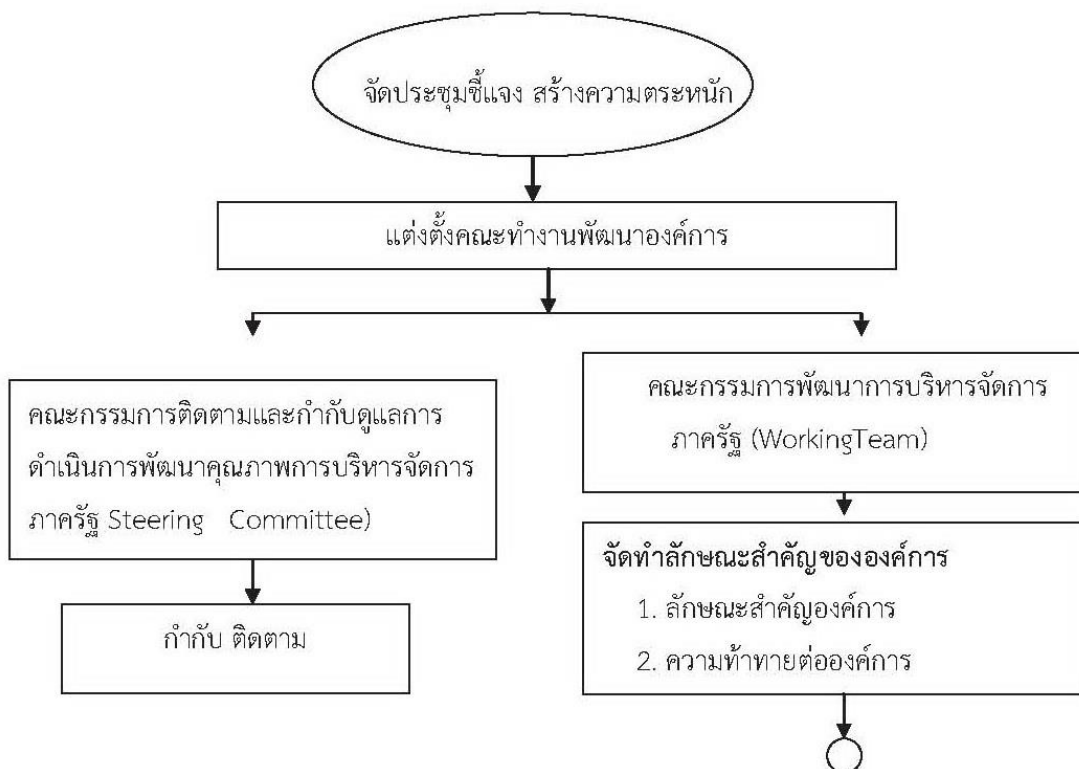 จัดประชุมชี้แจง สร้างความตระหนัก
แต่งตั้งคณะทำงานพัฒนาองค์การ
คณะกรรมการติดตามและกำกับดูแลการ
ดำเนินการพัฒนาคุณภาพการบริหารจัดการ
ภาครัฐ Steering Committee)
กำกับ ติดตาม
คณะกรรมการพัฒนาการบริหารจัดการ
ภาครัฐ (WorkingTeam)
จัดทำลักษณะสำคัญขององค์การ
1. ลักษณะสำคัญองค์การ
2. ความท้าทายต่อองค์การ